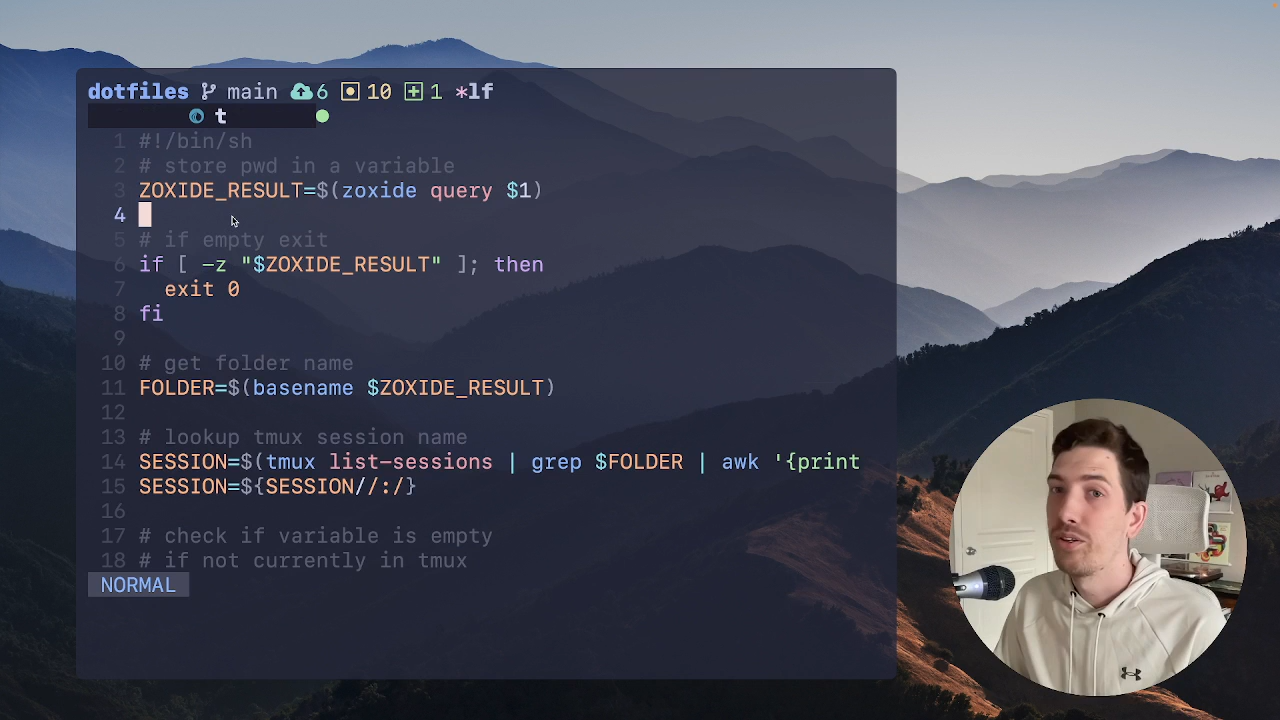 dotfiles main 6 10 1 *lf
t
1 #!/bin/sh
2 # store pwd in a variable
3 ZOXIDE_RESULT=$(zoxide query $1)
4
5 # if empty exit
6 if [ -z "$ZOXIDE_RESULT" ]; then
7 exit 0
8 fi
9
10 # get folder name
11 FOLDER=$(basename $ZOXIDE_RESULT)
12
13 # lookup tmux session name
14 SESSION=$(tmux list-sessions | grep $FOLDER | awk '{print
15 SESSION=${SESSION//:/}
16
17 # check if variable is empty
18 # if not currently in tmux
NORMAL